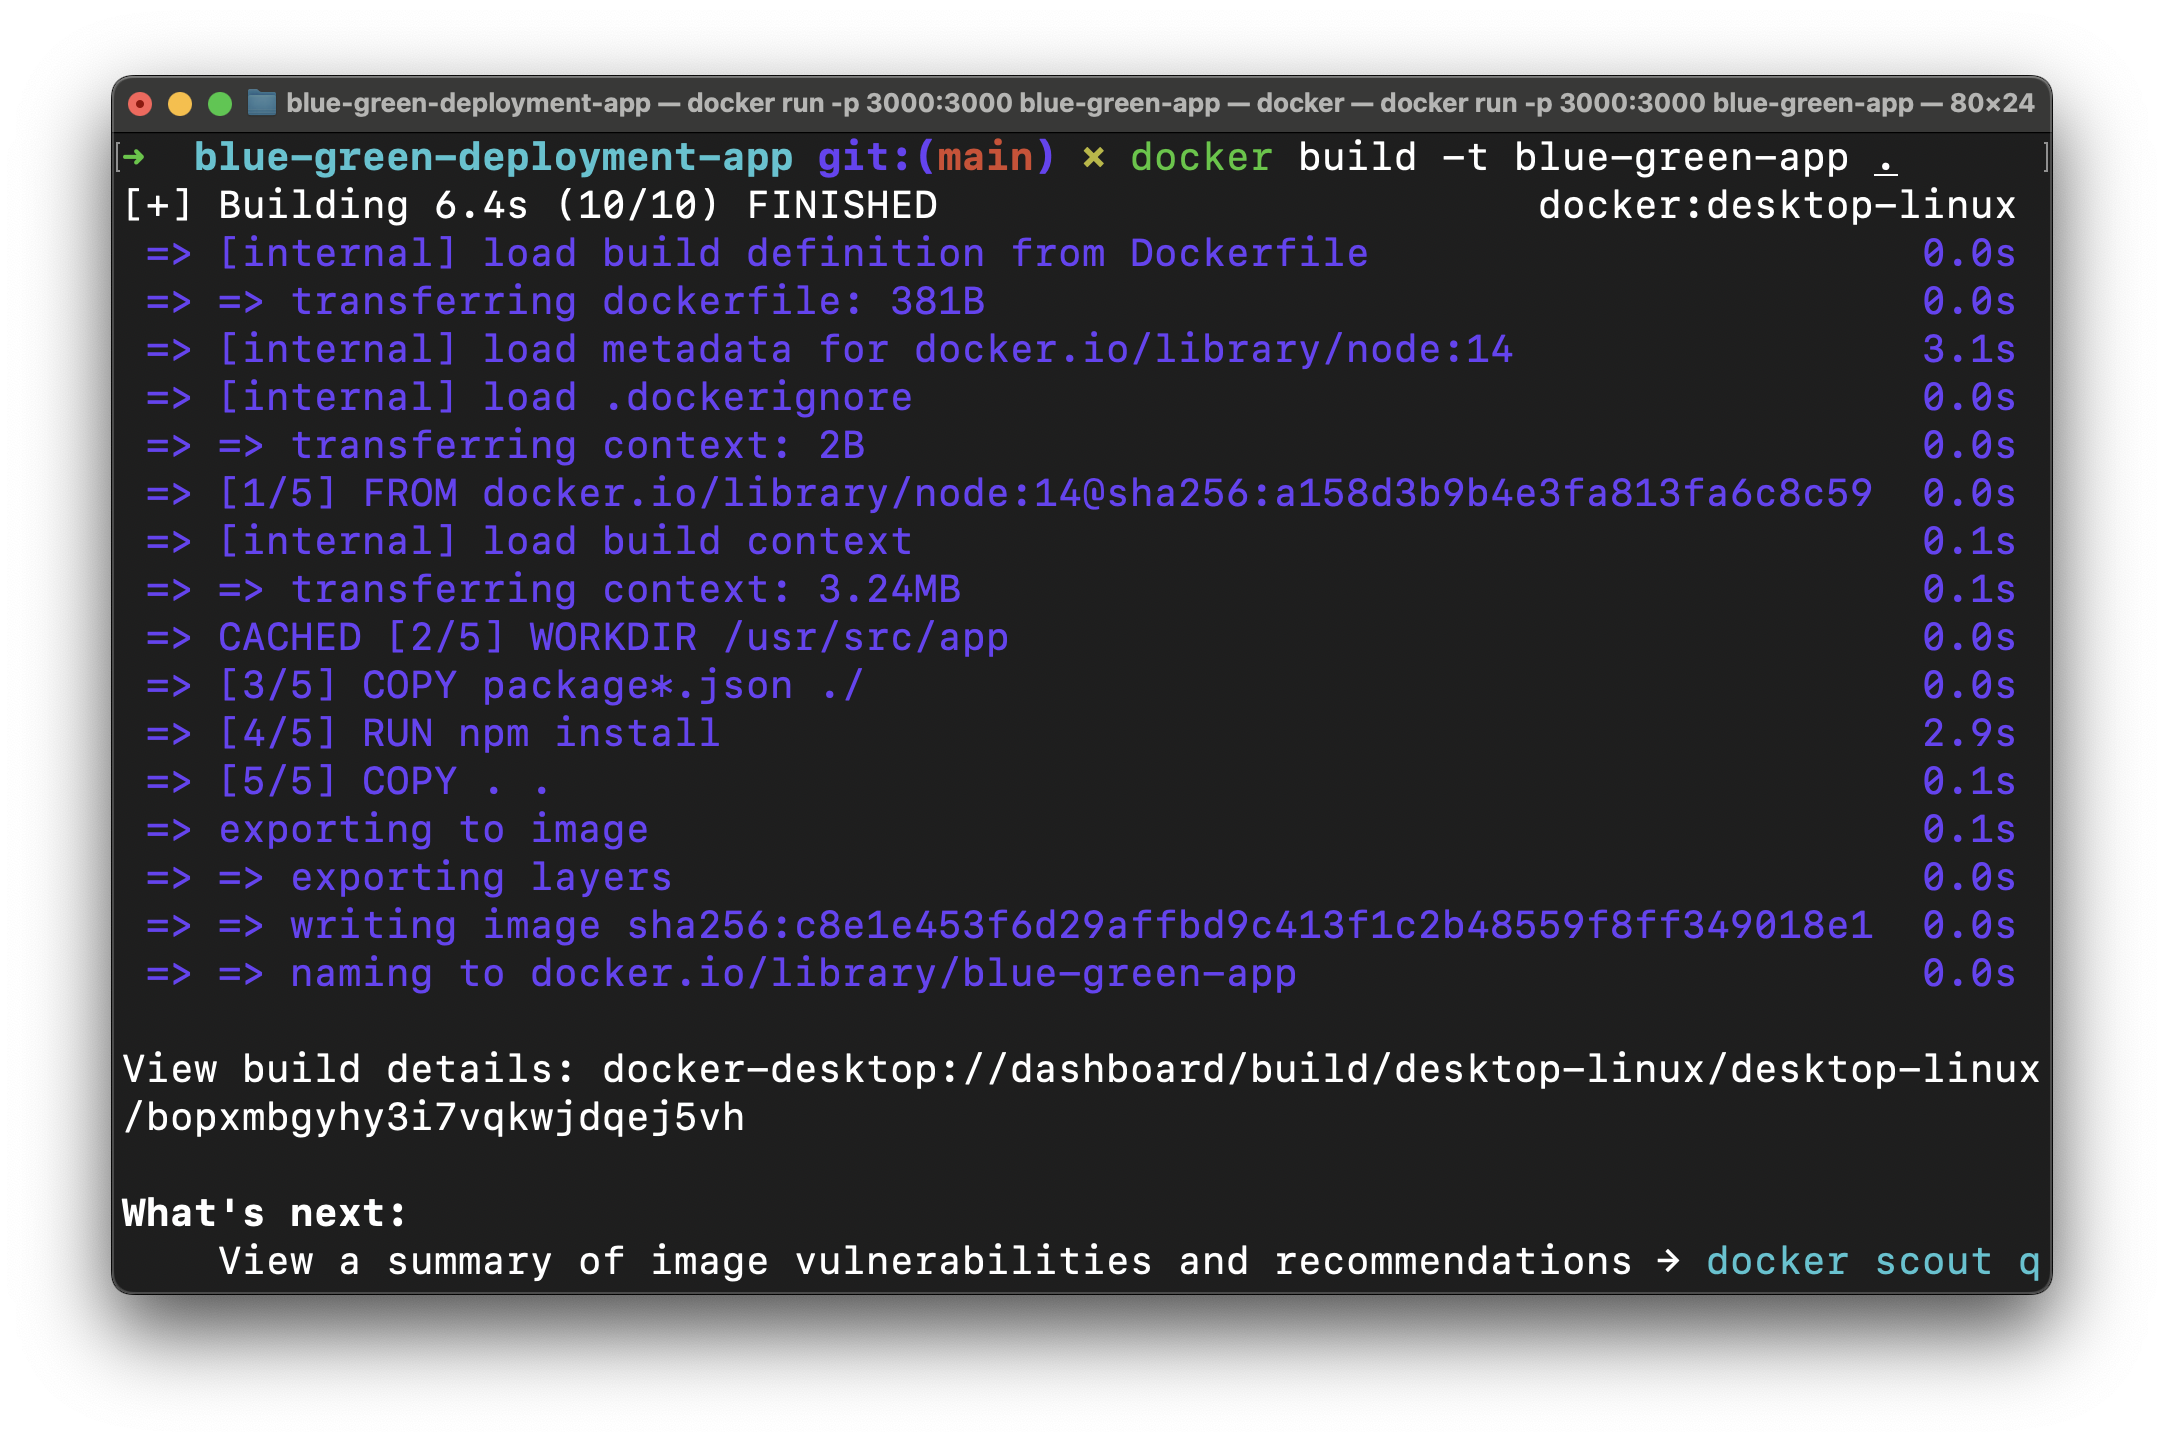 blue-green-deployment-app — docker run -p 3000:3000 blue-green-app — docker — docker run -p 3000:3000 blue-green-app — 80×24
[➜  blue-green-deployment-app git:(main) ✗ docker build -t blue-green-app . ]
[+] Building 6.4s (10/10) FINISHED docker:desktop-linux
=> [internal] load build definition from Dockerfile 0.0s
=> => transferring dockerfile: 381B 0.0s
=> [internal] load metadata for docker.io/library/node:14 3.1s
=> [internal] load .dockerignore 0.0s
=> => transferring context: 2B 0.0s
=> [1/5] FROM docker.io/library/node:14@sha256:a158d3b9b4e3fa813fa6c8c59 0.0s
=> [internal] load build context 0.1s
=> => transferring context: 3.24MB 0.1s
=> CACHED [2/5] WORKDIR /usr/src/app 0.0s
=> [3/5] COPY package*.json ./ 0.0s
=> [4/5] RUN npm install 2.9s
=> [5/5] COPY . . 0.1s
=> exporting to image 0.1s
=> => exporting layers 0.0s
=> => writing image sha256:c8e1e453f6d29affbd9c413f1c2b48559f8ff349018e1 0.0s
=> => naming to docker.io/library/blue-green-app 0.0s
View build details: docker-desktop://dashboard/build/desktop-linux/desktop-linux
/bopxmbgyhy3i7vqkwjdqej5vh
What's next:
View a summary of image vulnerabilities and recommendations → docker scout q